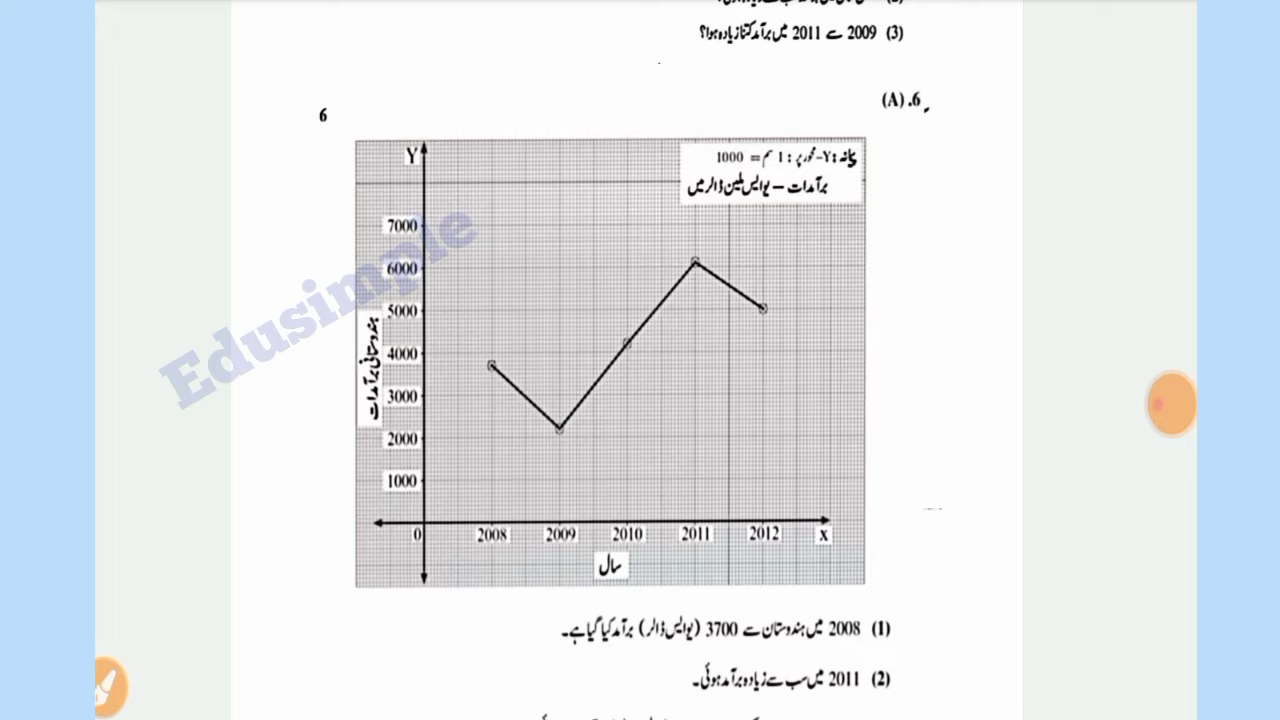 (3) 2009 سے 2011 میں برآمد کتنا زیادہ ہوا؟
6
(A) .6
Y
پیمانہ : Y-محور پر : 1 سم = 1000
برآمدات – یو ایس ملین ڈالر میں
7000
6000
5000
4000
3000
2000
1000
ہندوستانی برآمدات
0 2008 2009 2010 2011 2012 x
سال
Edusimple
(1) 2008 میں ہندوستان سے 3700 (یو ایس ڈالر) برآمد کیا گیا ہے۔
(2) 2011 میں سب سے زیادہ برآمد ہوئی۔